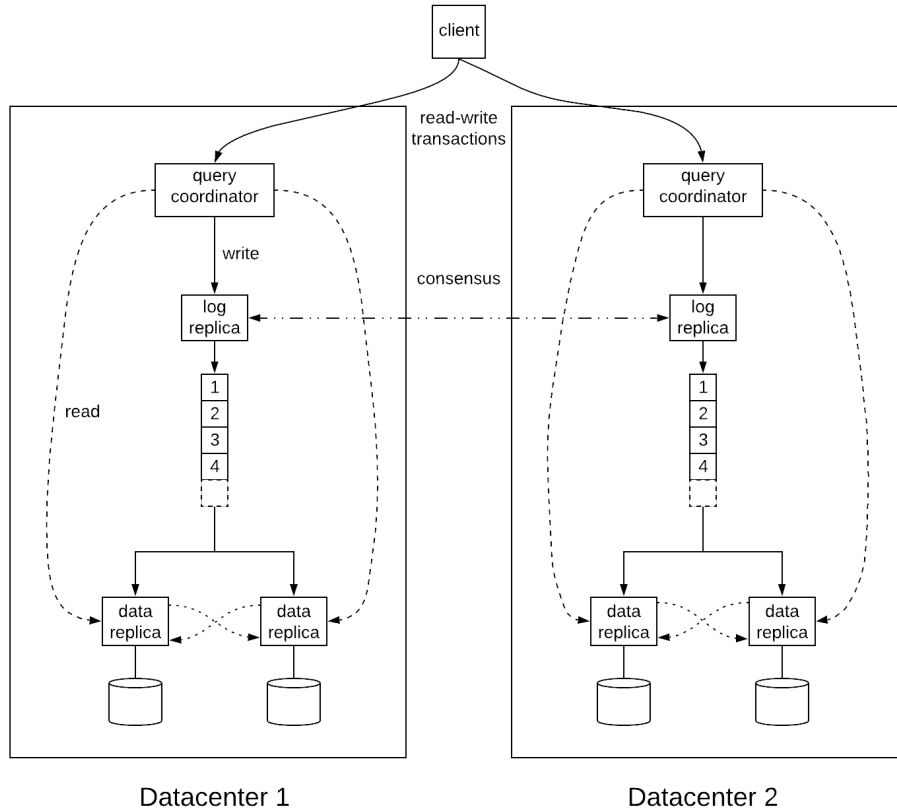 client
read-write
transactions
query
coordinator
query
coordinator
write
consensus
log
replica
log
replica
1
2
3
4
1
2
3
4
read
data
replica
data
replica
data
replica
data
replica
Datacenter 1
Datacenter 2